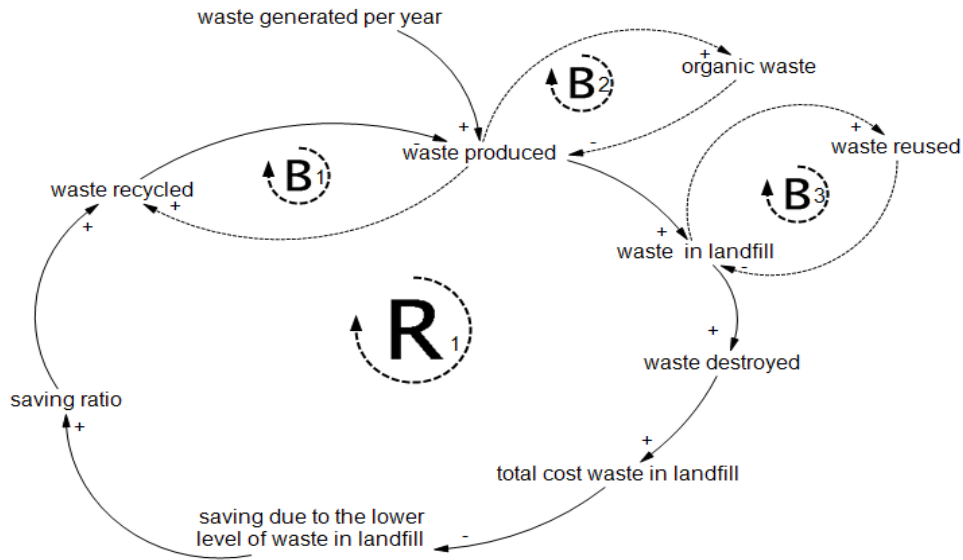 waste generated per year
+
organic waste
B2
+
-
waste produced
+
waste reused
-
B1
waste recycled
+
+
B3
+
waste in landfill
-
R1
+
waste destroyed
saving ratio
+
+
total cost waste in landfill
saving due to the lower
level of waste in landfill
-